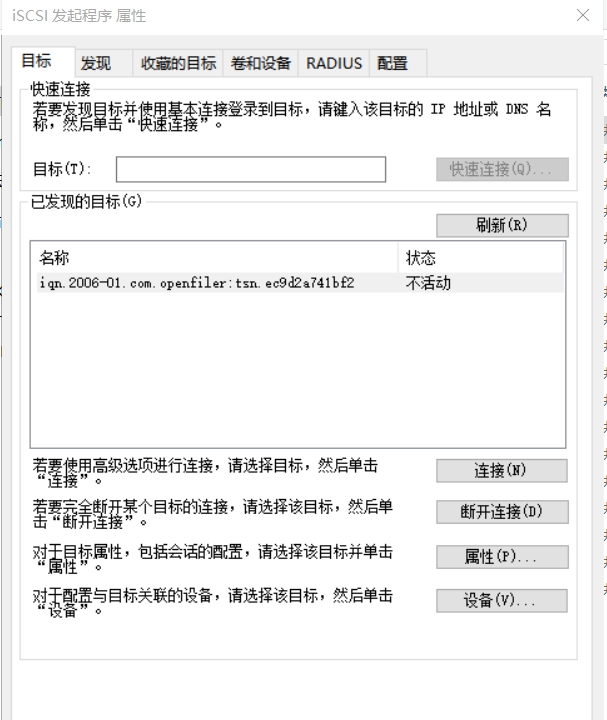 iSCSI 发起程序 属性
目标 发现 收藏的目标 卷和设备 RADIUS 配置
快速连接
若要发现目标并使用基本连接登录到目标，请键入该目标的 IP 地址或 DNS 名
称，然后单击“快速连接”。
目标(T): 快速连接(Q)...
已发现的目标(G)
刷新(R)
名称 状态
iqn.2006-01.com.openfiler:tsn.ec9d2a741bf2 不活动
若要使用高级选项进行连接，请选择目标，然后单击
“连接”。
连接(N)
若要完全断开某个目标的连接，请选择该目标，然后单
击“断开连接”。
断开连接(D)
对于目标属性，包括会话的配置，请选择该目标并单击
“属性”。
属性(P)...
对于配置与目标关联的设备，请选择该目标，然后单击
“设备”。
设备(V)...